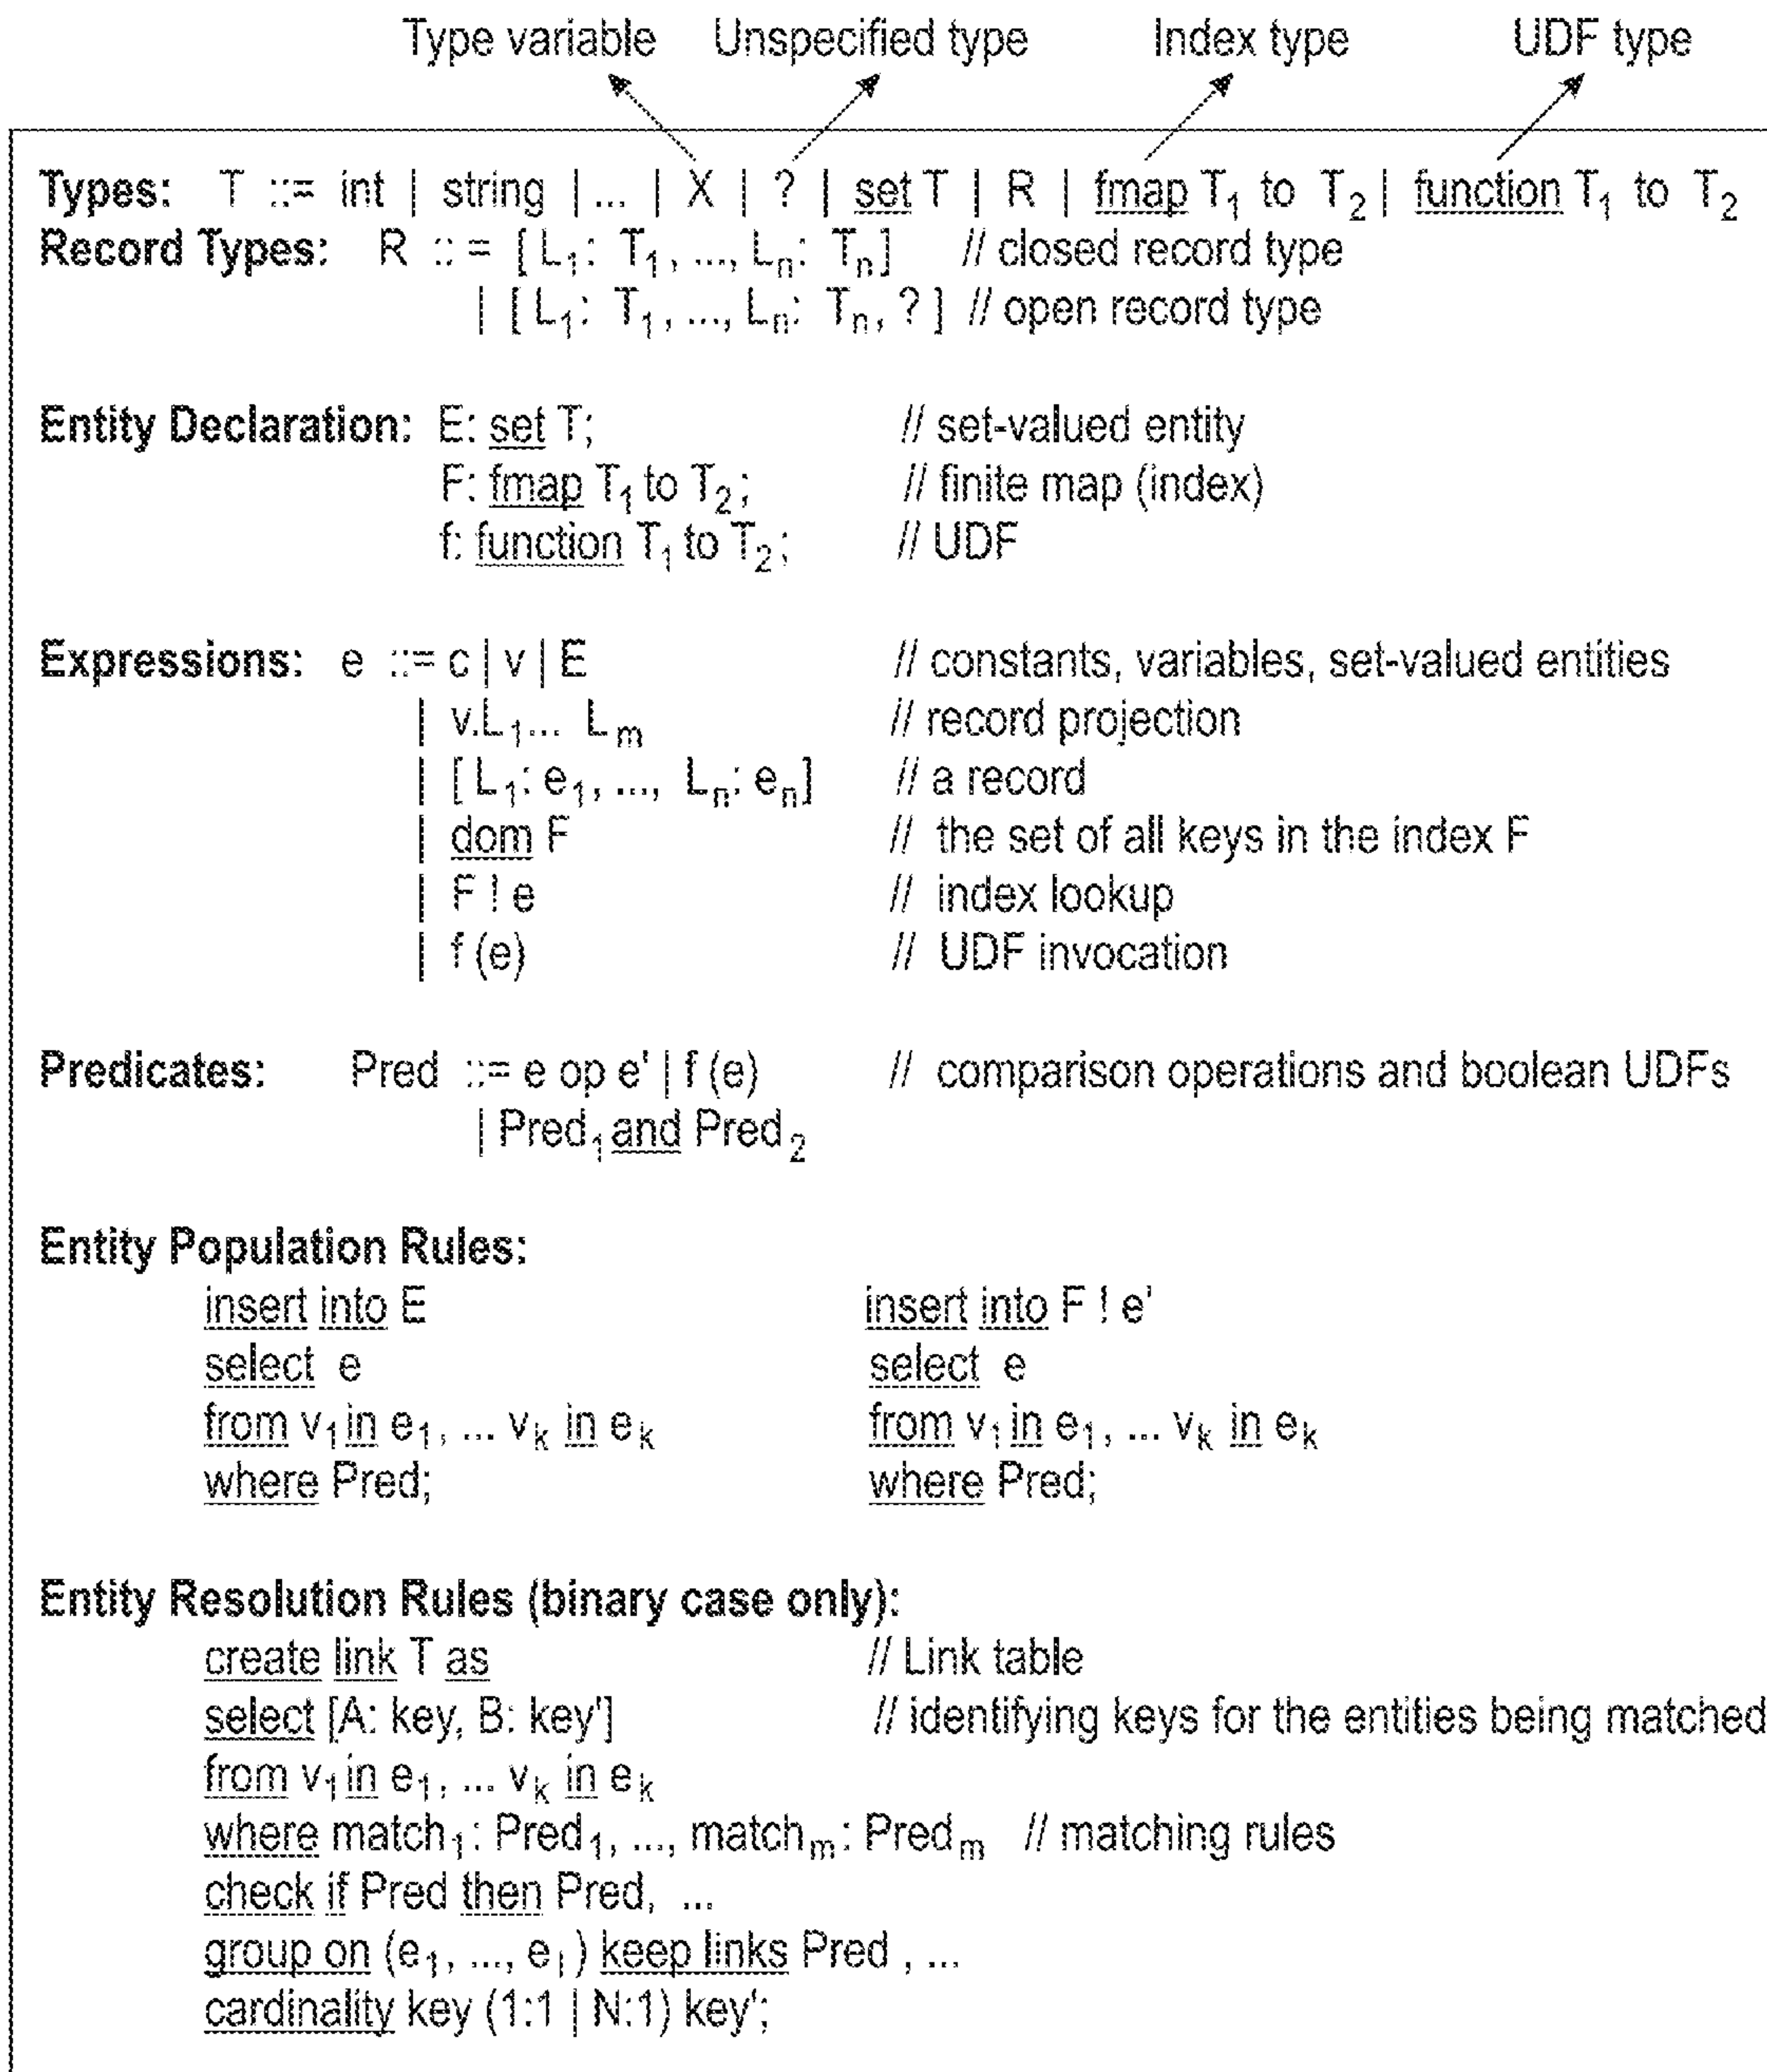 Type variable Unspecified type Index type UDF type
Types: T ::= int | string | ... | X | ? | set T | R | fmap T₁ to T₂ | function T₁ to T₂
Record Types: R ::= [ L₁: T₁, ..., Lₙ: Tₙ] // closed record type
| [ L₁: T₁, ..., Lₙ: Tₙ, ? ] // open record type
Entity Declaration: E: set T; // set-valued entity
F: fmap T₁ to T₂; // finite map (index)
f: function T₁ to T₂; // UDF
Expressions: e ::= c | v | E // constants, variables, set-valued entities
| v.L₁... Lₘ // record projection
| [ L₁: e₁, ..., Lₙ: eₙ] // a record
| dom F // the set of all keys in the index F
| F ! e // index lookup
| f (e) // UDF invocation
Predicates: Pred ::= e op e' | f (e) // comparison operations and boolean UDFs
| Pred₁ and Pred₂
Entity Population Rules:
insert into E insert into F ! e'
select e select e
from v₁ in e₁, ... vₖ in eₖ from v₁ in e₁, ... vₖ in eₖ
where Pred; where Pred;
Entity Resolution Rules (binary case only):
create link T as // Link table
select [A: key, B: key'] // identifying keys for the entities being matched
from v₁ in e₁, ... vₖ in eₖ
where match₁: Pred₁, ..., matchₘ: Predₘ // matching rules
check if Pred then Pred, ...
group on (e₁, ..., eₗ) keep links Pred , ...
cardinality key (1:1 | N:1) key';